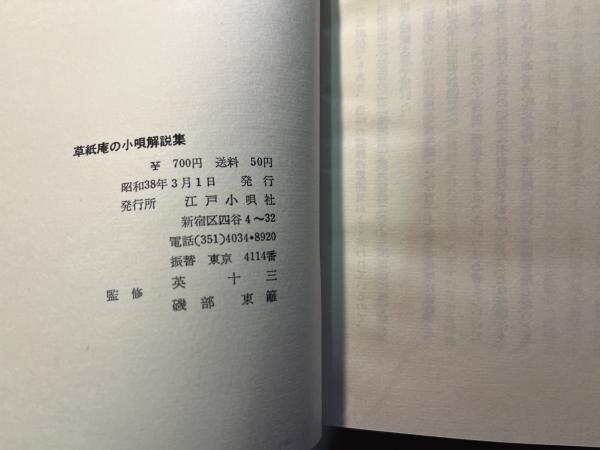 草紙庵の小唄解説集
¥ 700円 送料 50円
昭和38年3月1日 発行
発行所 江戸小唄社
新宿区四谷4〜32
電話(351)4034・8920
振替 東京 4114番
監修 英十三
磯部東籬